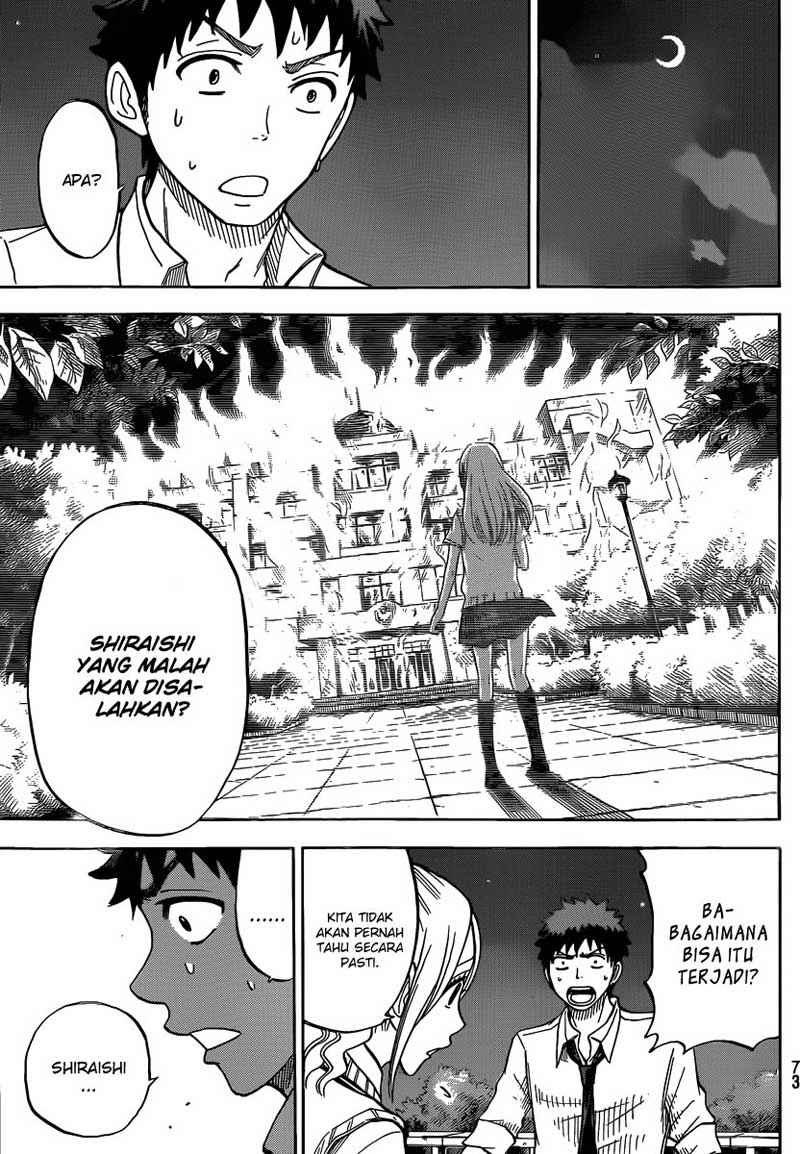 APA?
SHIRAISHI
YANG MALAH
AKAN DISA-
LAHKAN?
BA-
BAGAIMANA
BISA ITU
TERJADI?
KITA TIDAK
AKAN PERNAH
TAHU SECARA
PASTI.
......
SHIRAISHI
...
73